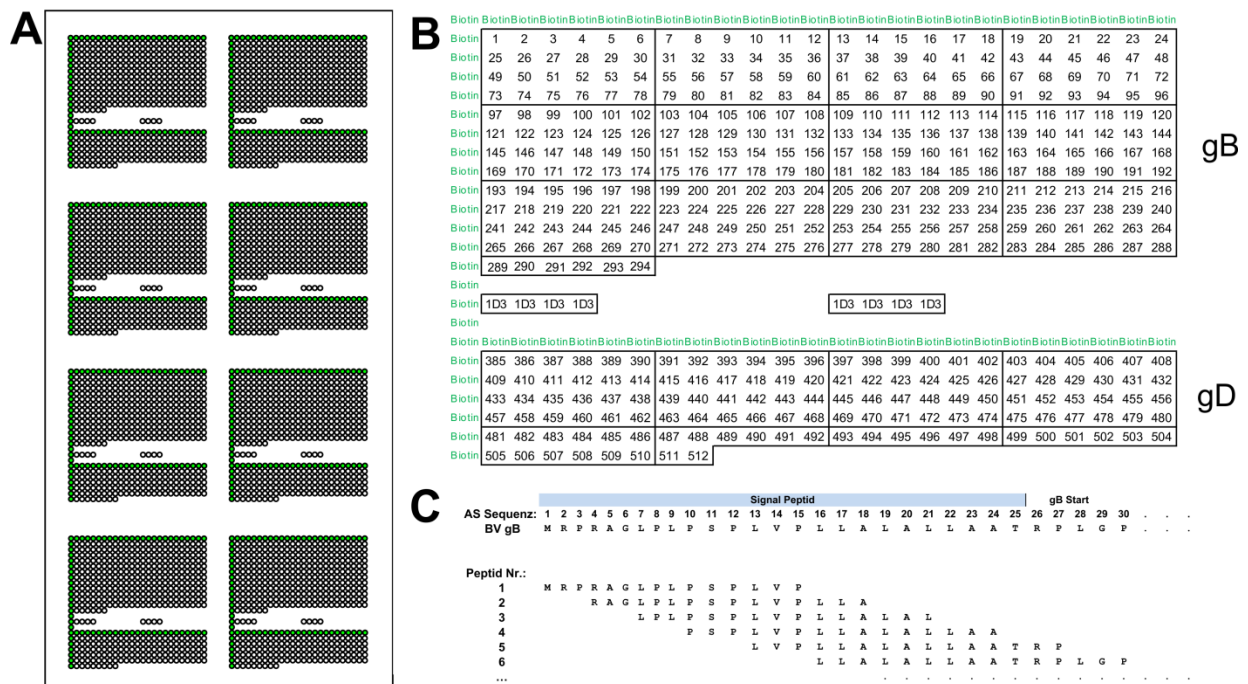 A
B
Biotin Biotin Biotin Biotin Biotin Biotin Biotin Biotin Biotin Biotin Biotin Biotin Biotin Biotin Biotin Biotin Biotin Biotin Biotin Biotin Biotin Biotin Biotin Biotin Biotin
Biotin 1 2 3 4 5 6 7 8 9 10 11 12 13 14 15 16 17 18 19 20 21 22 23 24
Biotin 25 26 27 28 29 30 31 32 33 34 35 36 37 38 39 40 41 42 43 44 45 46 47 48
Biotin 49 50 51 52 53 54 55 56 57 58 59 60 61 62 63 64 65 66 67 68 69 70 71 72
Biotin 73 74 75 76 77 78 79 80 81 82 83 84 85 86 87 88 89 90 91 92 93 94 95 96
Biotin 97 98 99 100 101 102 103 104 105 106 107 108 109 110 111 112 113 114 115 116 117 118 119 120
Biotin 121 122 123 124 125 126 127 128 129 130 131 132 133 134 135 136 137 138 139 140 141 142 143 144
gB
Biotin 145 146 147 148 149 150 151 152 153 154 155 156 157 158 159 160 161 162 163 164 165 166 167 168
Biotin 169 170 171 172 173 174 175 176 177 178 179 180 181 182 183 184 185 186 187 188 189 190 191 192
Biotin 193 194 195 196 197 198 199 200 201 202 203 204 205 206 207 208 209 210 211 212 213 214 215 216
Biotin 217 218 219 220 221 222 223 224 225 226 227 228 229 230 231 232 233 234 235 236 237 238 239 240
Biotin 241 242 243 244 245 246 247 248 249 250 251 252 253 254 255 256 257 258 259 260 261 262 263 264
Biotin 265 266 267 268 269 270 271 272 273 274 275 276 277 278 279 280 281 282 283 284 285 286 287 288
Biotin 289 290 291 292 293 294
Biotin
Biotin 1D3 1D3 1D3 1D3 1D3 1D3 1D3 1D3
Biotin
Biotin Biotin Biotin Biotin Biotin Biotin Biotin Biotin Biotin Biotin Biotin Biotin Biotin Biotin Biotin Biotin Biotin Biotin Biotin Biotin Biotin Biotin Biotin Biotin Biotin
Biotin 385 386 387 388 389 390 391 392 393 394 395 396 397 398 399 400 401 402 403 404 405 406 407 408
Biotin 409 410 411 412 413 414 415 416 417 418 419 420 421 422 423 424 425 426 427 428 429 430 431 432
gD
Biotin 433 434 435 436 437 438 439 440 441 442 443 444 445 446 447 448 449 450 451 452 453 454 455 456
Biotin 457 458 459 460 461 462 463 464 465 466 467 468 469 470 471 472 473 474 475 476 477 478 479 480
Biotin 481 482 483 484 485 486 487 488 489 490 491 492 493 494 495 496 497 498 499 500 501 502 503 504
Biotin 505 506 507 508 509 510 511 512
C
Signal Peptid gB Start
AS Sequenz: 1 2 3 4 5 6 7 8 9 10 11 12 13 14 15 16 17 18 19 20 21 22 23 24 25 26 27 28 29 30 . . .
BV gB M R P R A G L P L P S P L V P L L A L A L L A A T R P L G P . . .
Peptid Nr.:
1 M R P R A G L P L P S P L V P
2 R A G L P L P S P L V P L L A
3 L P L P S P L V P L L A L A L
4 P S P L V P L L A L A L L A A
5 L V P L L A L A L L A A T R P
6 L L A L A L L A A T R P L G P
... . . . . . . . . . . . . . . .